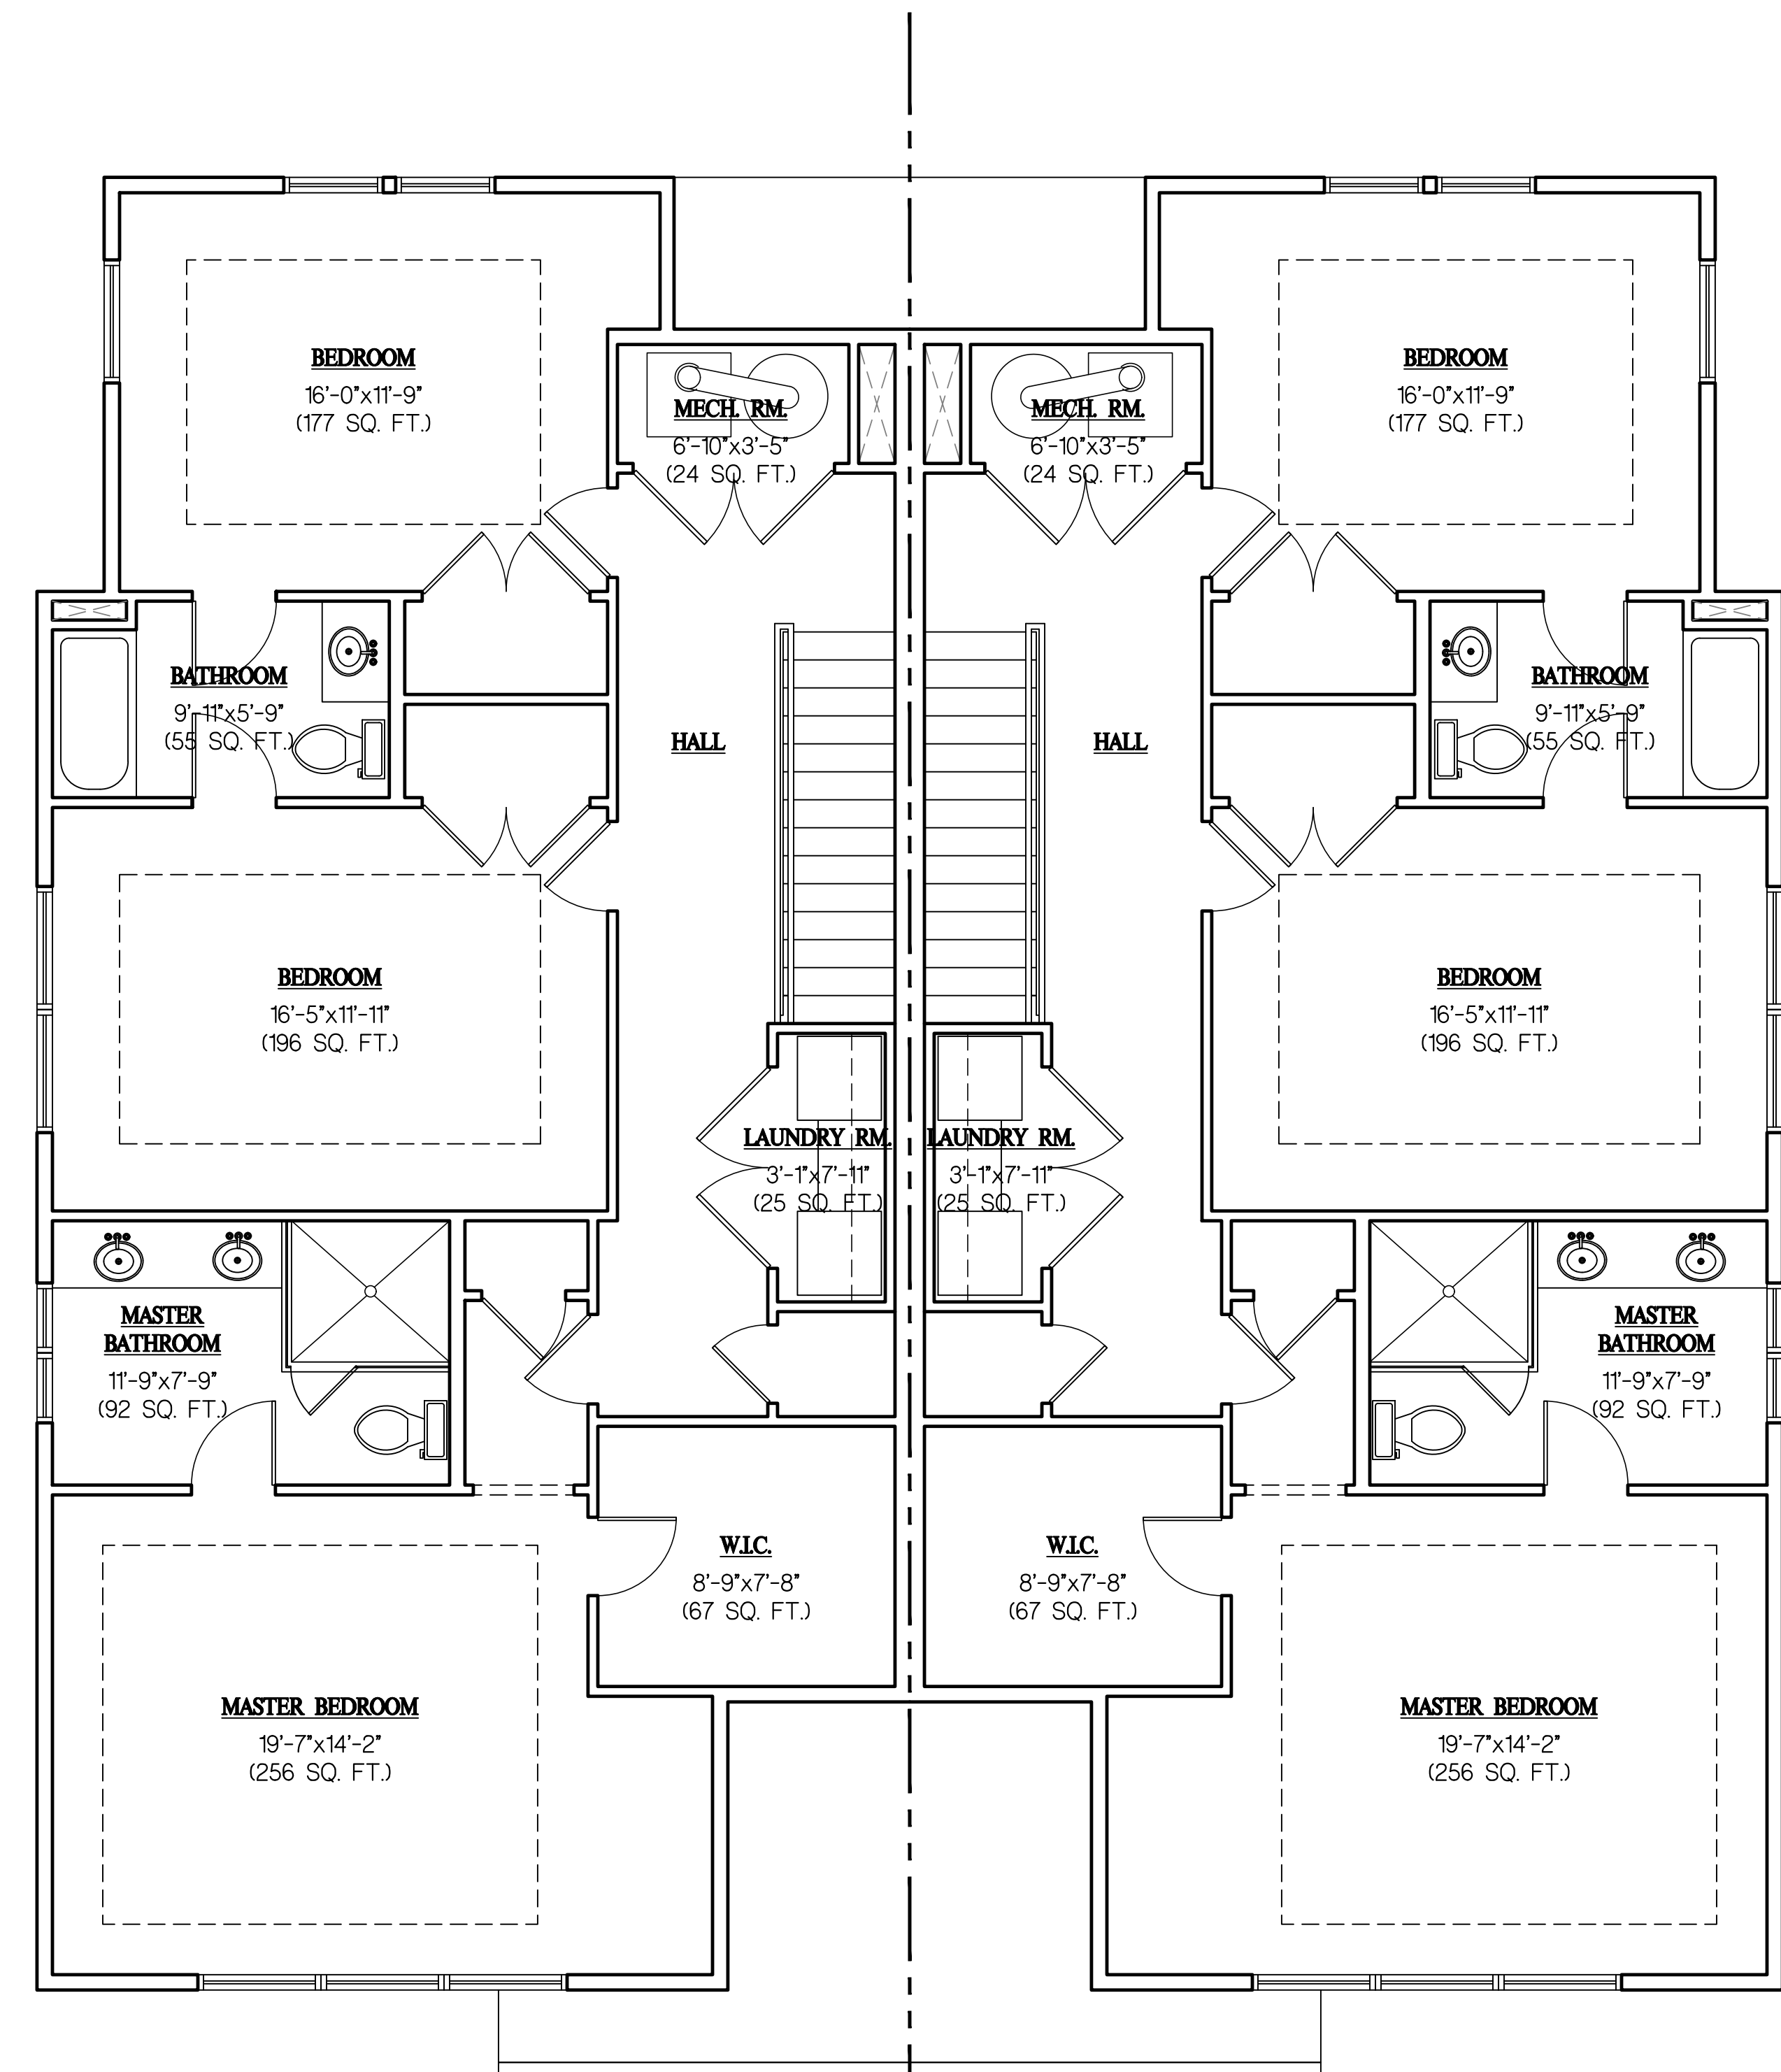 BEDROOM
16'-0"x11'-9"
(177 SQ. FT.)
MECH. RM.
6'-10"x3'-5"
(24 SQ. FT.)
MECH. RM.
6'-10"x3'-5"
(24 SQ. FT.)
BEDROOM
16'-0"x11'-9"
(177 SQ. FT.)
BATHROOM
9'-11"x5'-9"
(55 SQ. FT.)
HALL
HALL
BATHROOM
9'-11"x5'-9"
(55 SQ. FT.)
BEDROOM
16'-5"x11'-11"
(196 SQ. FT.)
BEDROOM
16'-5"x11'-11"
(196 SQ. FT.)
LAUNDRY RM.
3'-1"x7'-11"
(25 SQ. FT.)
LAUNDRY RM.
3'-1"x7'-11"
(25 SQ. FT.)
MASTER
BATHROOM
11'-9"x7'-9"
(92 SQ. FT.)
MASTER
BATHROOM
11'-9"x7'-9"
(92 SQ. FT.)
W.I.C.
8'-9"x7'-8"
(67 SQ. FT.)
W.I.C.
8'-9"x7'-8"
(67 SQ. FT.)
MASTER BEDROOM
19'-7"x14'-2"
(256 SQ. FT.)
MASTER BEDROOM
19'-7"x14'-2"
(256 SQ. FT.)